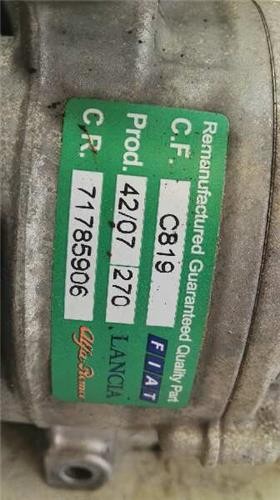 Remanufactured Guaranteed Quality Part
C.F. C819 FIAT
Prod. 42/07 270 LANCIA
C.R. 71785906 Alfa Romeo